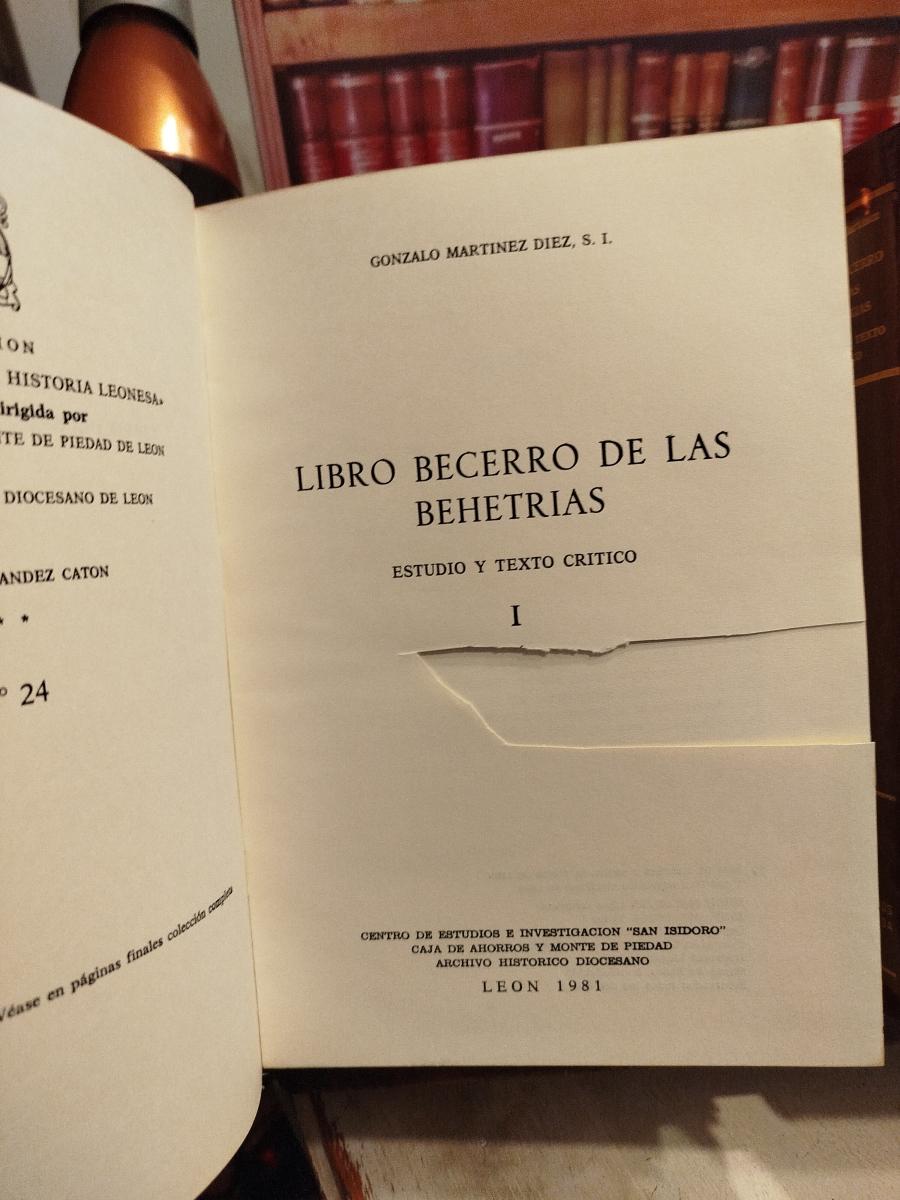 ION
HISTORIA LEONESA,
irigida por
TE DE PIEDAD DE LEON
DIOCESANO DE LEON
ANDEZ CATON
* *
º 24
Véase en páginas finales colección completa
GONZALO MARTINEZ DIEZ, S. I.
LIBRO BECERRO DE LAS
BEHETRIAS
ESTUDIO Y TEXTO CRITICO
I
CENTRO DE ESTUDIOS E INVESTIGACION "SAN ISIDORO"
CAJA DE AHORROS Y MONTE DE PIEDAD
ARCHIVO HISTORICO DIOCESANO
LEON 1981